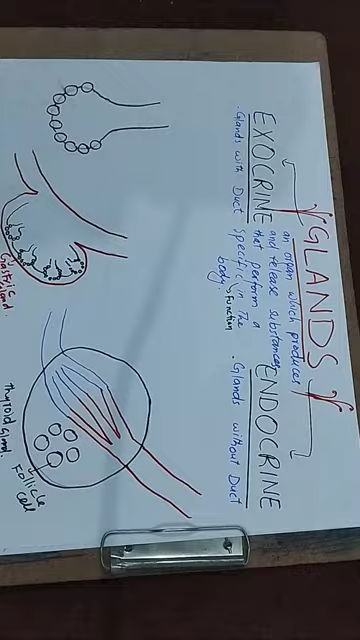 GLANDS
an organ which produces
and release substances
that perform a
specific function in the
body.
EXOCRINE
. Glands with Duct
ENDOCRINE
. Glands without Duct
Gastric gland.
Thyroid Gland.
Follicle
cell